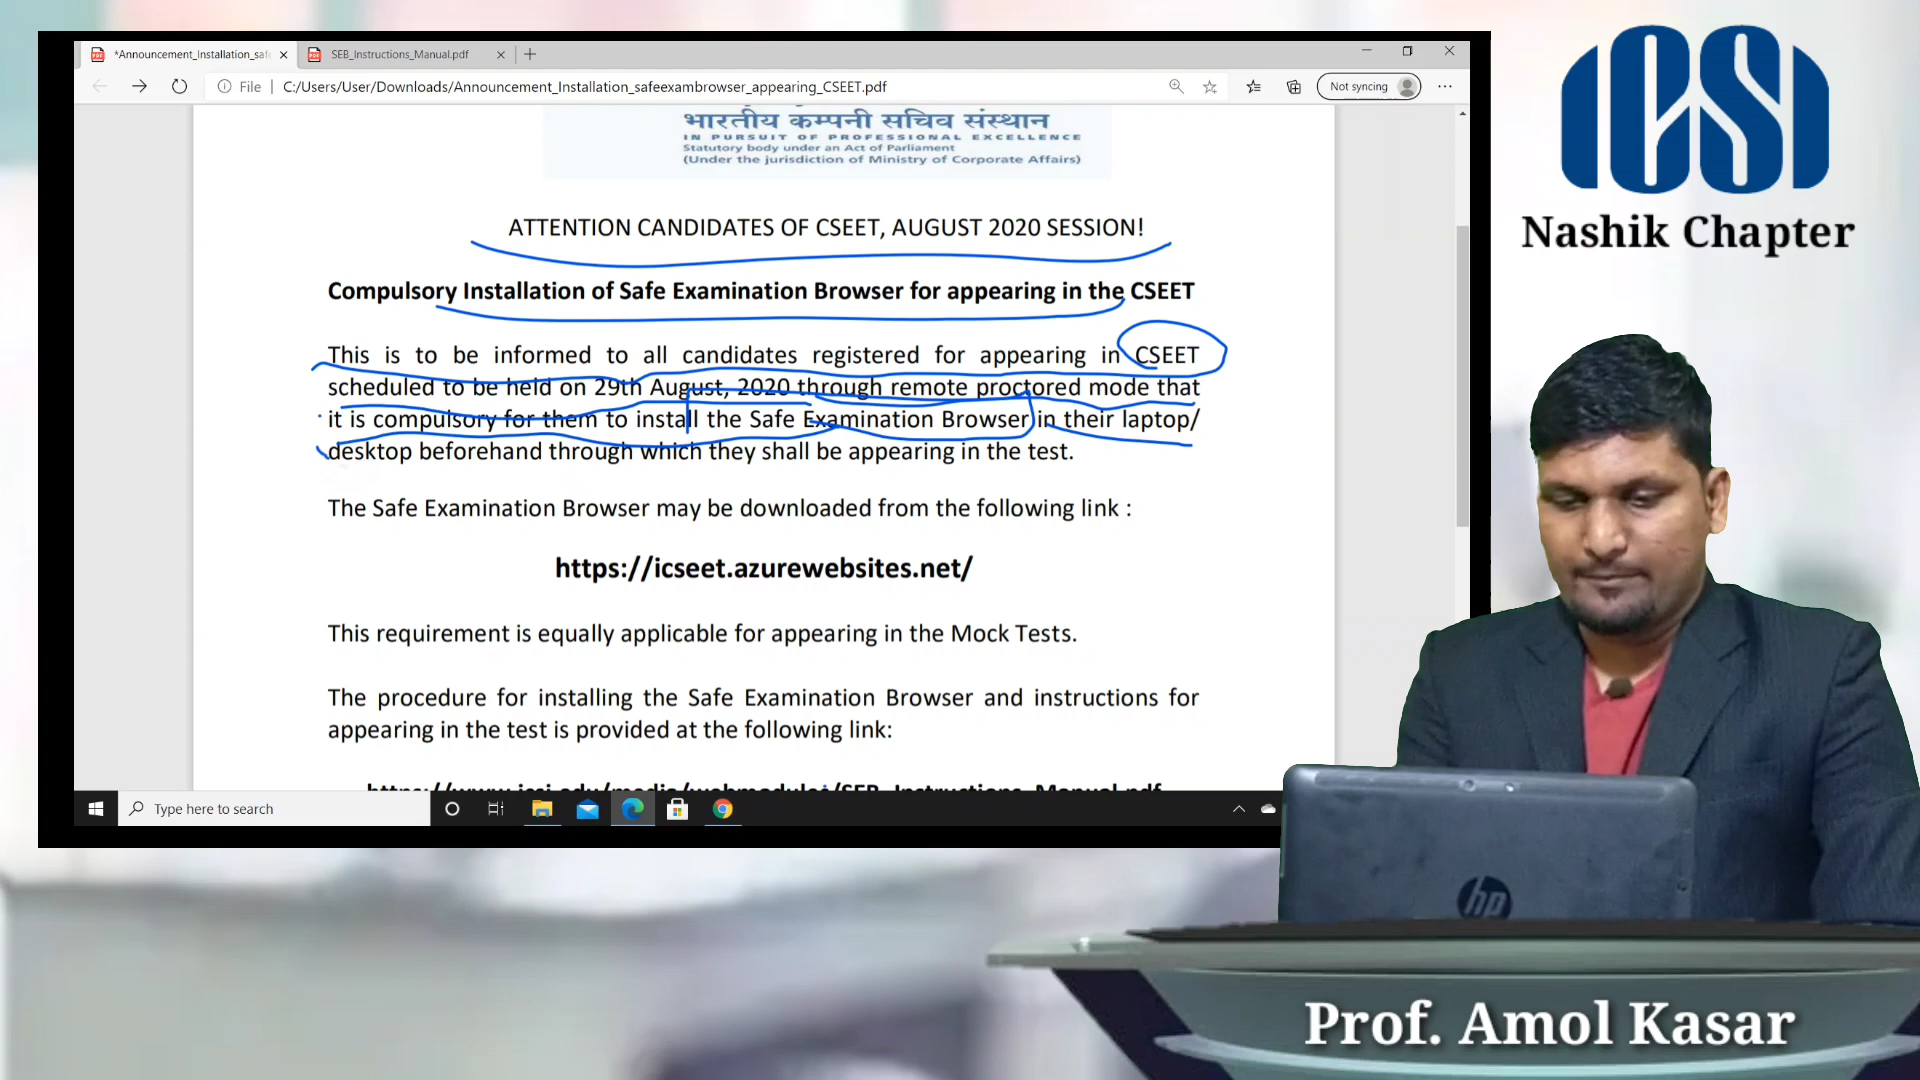 *Announcement_Installation_safe
SEB_Instructions_Manual.pdf
File
C:/Users/User/Downloads/Announcement_Installation_safeexambrowser_appearing_CSEET.pdf
Not syncing
भारतीय कम्पनी सचिव संस्थान
IN PURSUIT OF PROFESSIONAL EXCELLENCE
Statutory body under an Act of Parliament
(Under the jurisdiction of Ministry of Corporate Affairs)
ATTENTION CANDIDATES OF CSEET, AUGUST 2020 SESSION!
Compulsory Installation of Safe Examination Browser for appearing in the CSEET
This is to be informed to all candidates registered for appearing in CSEET
scheduled to be held on 29th August, 2020 through remote proctored mode that
it is compulsory for them to install the Safe Examination Browser in their laptop/
desktop beforehand through which they shall be appearing in the test.
The Safe Examination Browser may be downloaded from the following link :
https://icseet.azurewebsites.net/
This requirement is equally applicable for appearing in the Mock Tests.
The procedure for installing the Safe Examination Browser and instructions for
appearing in the test is provided at the following link:
https://www.icsi.edu/media/webmodules/SEB_Instructions_Manual.pdf
Type here to search
ICSI
Nashik Chapter
hp
Prof. Amol Kasar